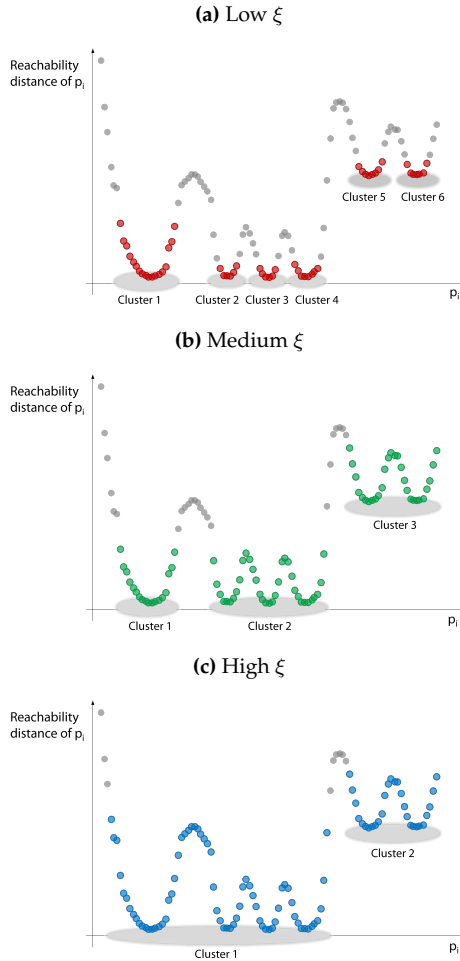 (a) Low ξ
Reachability
distance of pᵢ
Cluster 5 Cluster 6
Cluster 1 Cluster 2 Cluster 3 Cluster 4
pᵢ
(b) Medium ξ
Reachability
distance of pᵢ
Cluster 3
Cluster 1 Cluster 2
pᵢ
(c) High ξ
Reachability
distance of pᵢ
Cluster 2
Cluster 1
pᵢ